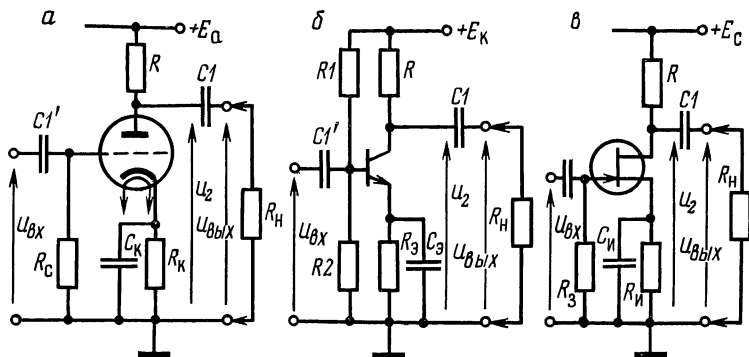 а
+Eа
R
C1
C1'
Uвх
Rс
Cк
Rк
U2
Uвых
Rн
б
+Eк
R1
R
C1
C1'
Uвх
R2
Rэ
Cэ
U2
Uвых
Rн
в
+Eс
R
C1
Uвх
Rз
Cи
Rи
U2
Uвых
Rн